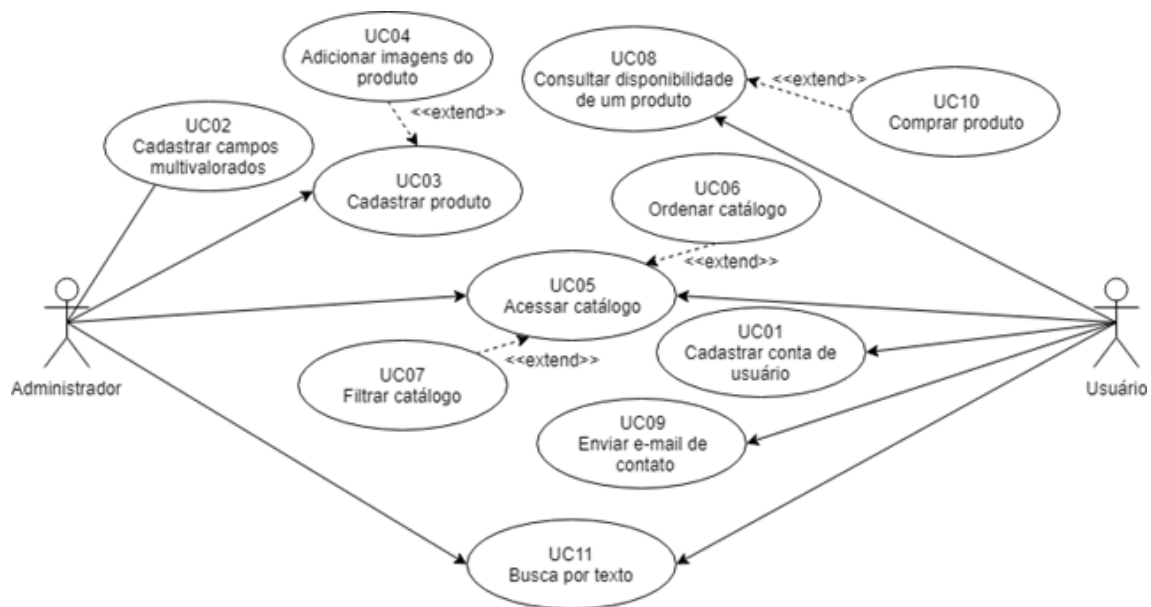 UC04
Adicionar imagens do
produto
<<extend>>
UC08
Consultar disponibilidade
de um produto
<<extend>>
UC10
Comprar produto
UC02
Cadastrar campos
multivalorados
UC03
Cadastrar produto
UC06
Ordenar catálogo
<<extend>>
UC05
Acessar catálogo
UC01
Cadastrar conta de
usuário
<<extend>>
UC07
Filtrar catálogo
Administrador
Usuário
UC09
Enviar e-mail de
contato
UC11
Busca por texto